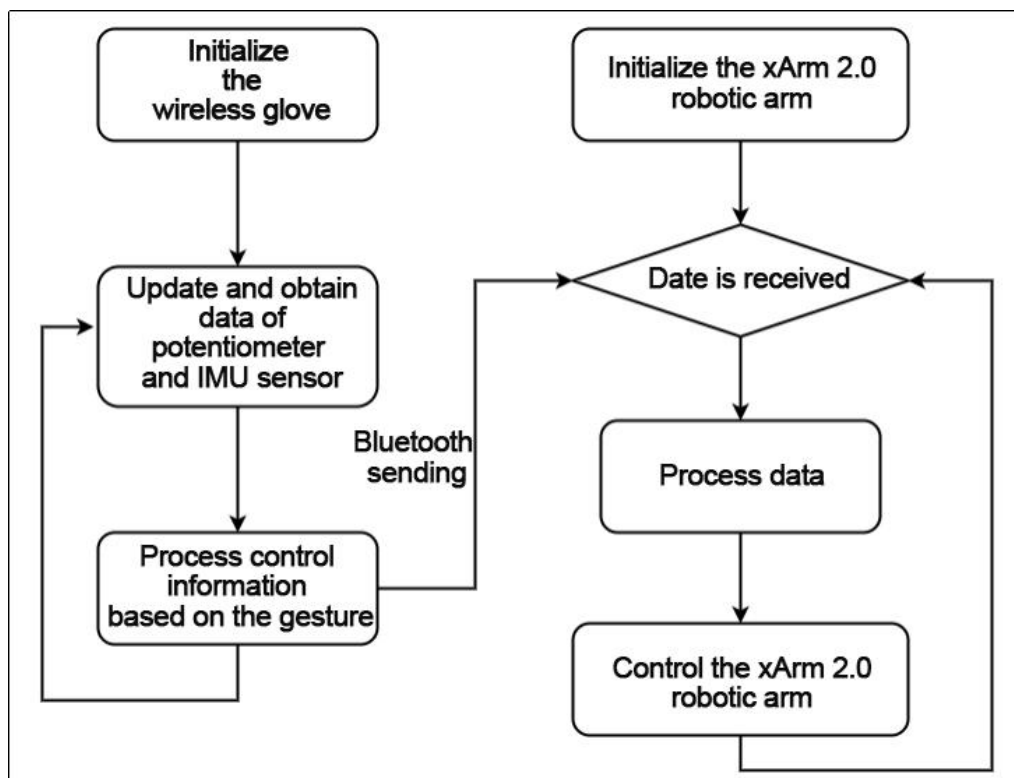 Initialize
the
wireless glove
Update and obtain
data of
potentiometer
and IMU sensor
Process control
information
based on the gesture
Bluetooth
sending
Initialize the xArm 2.0
robotic arm
Date is received
Process data
Control the xArm 2.0
robotic arm